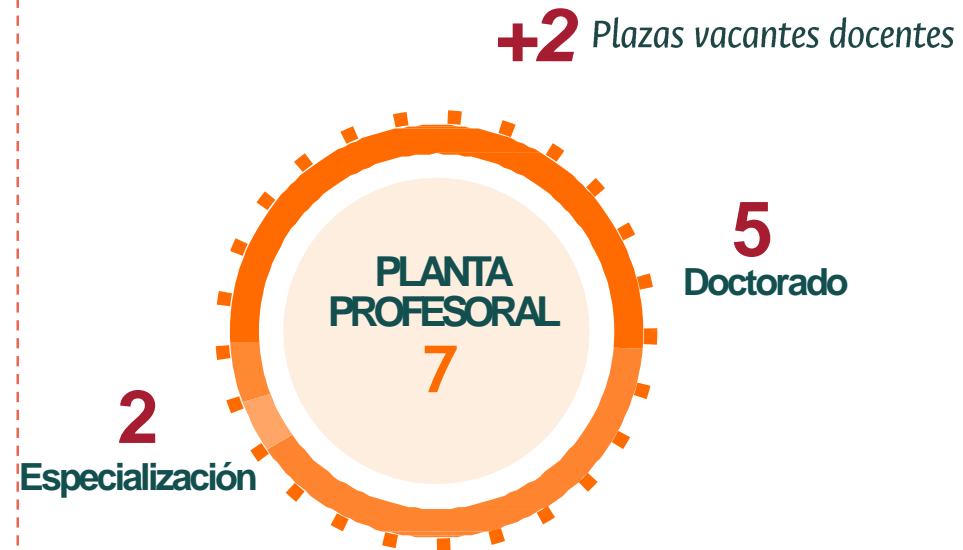 +2 Plazas vacantes docentes
5
Doctorado
PLANTA
PROFESORAL
7
2
Especialización